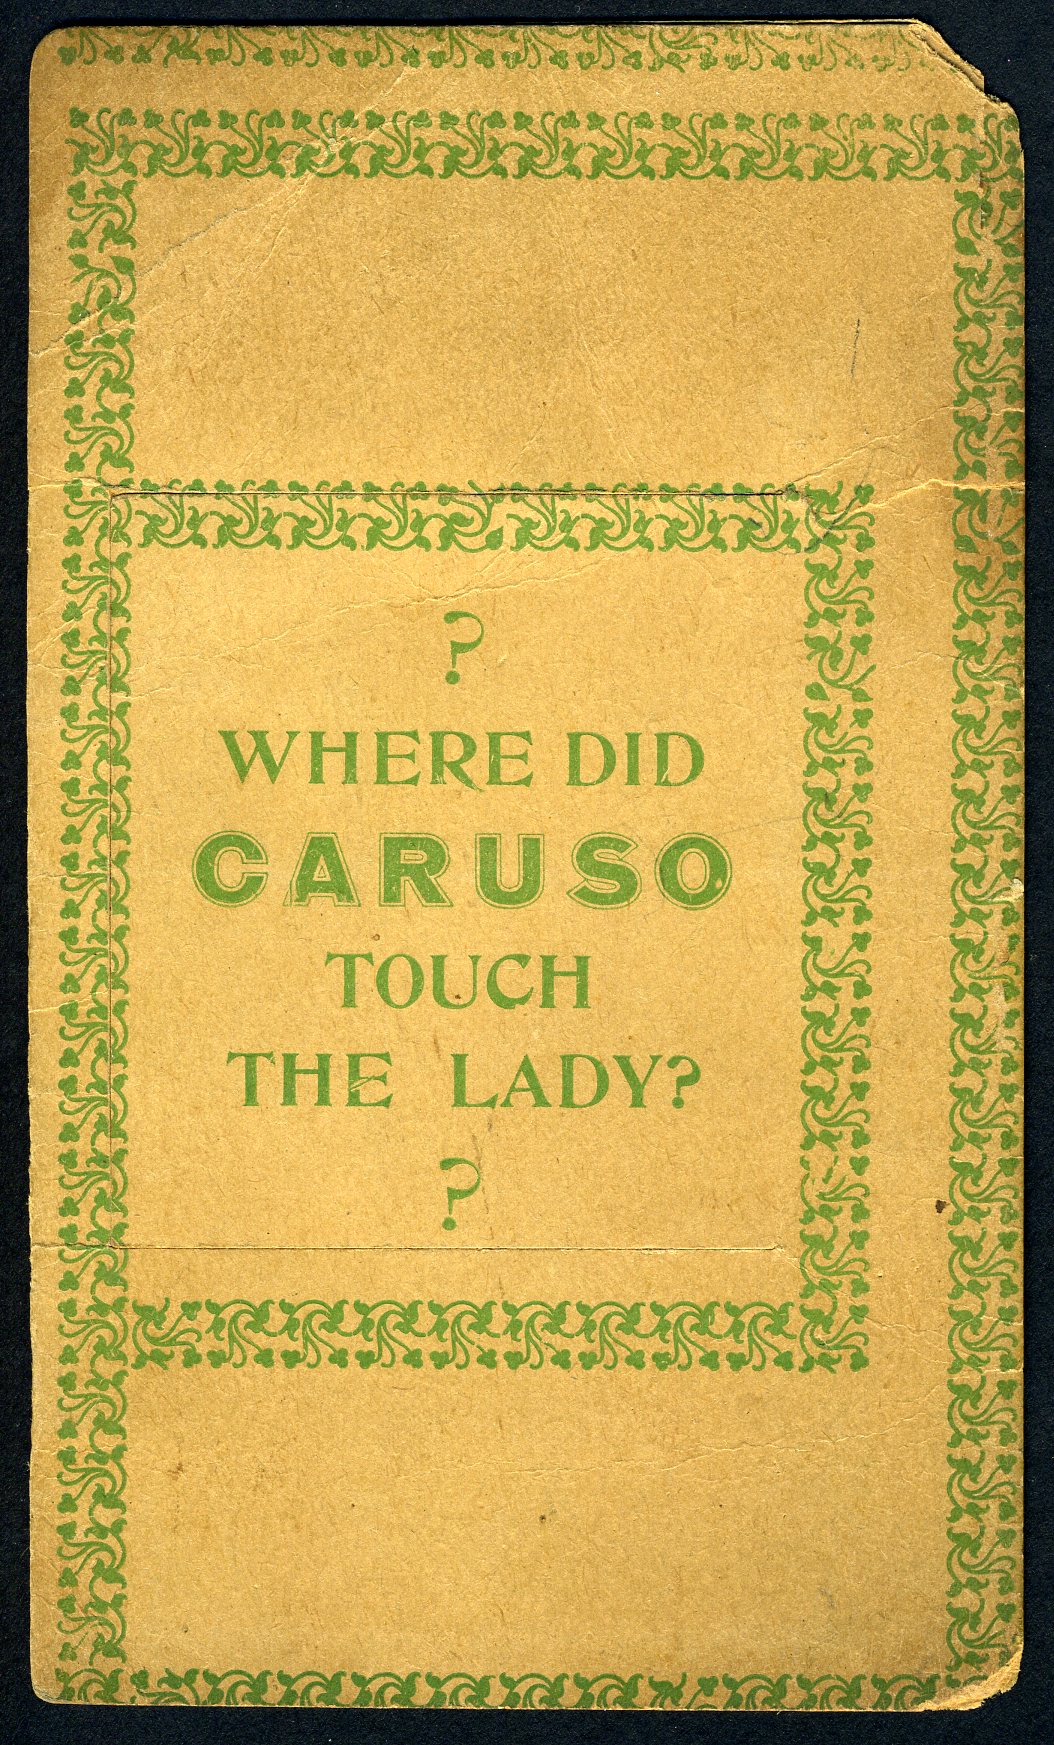 ?
WHERE DID
CARUSO
TOUCH
THE LADY?
?